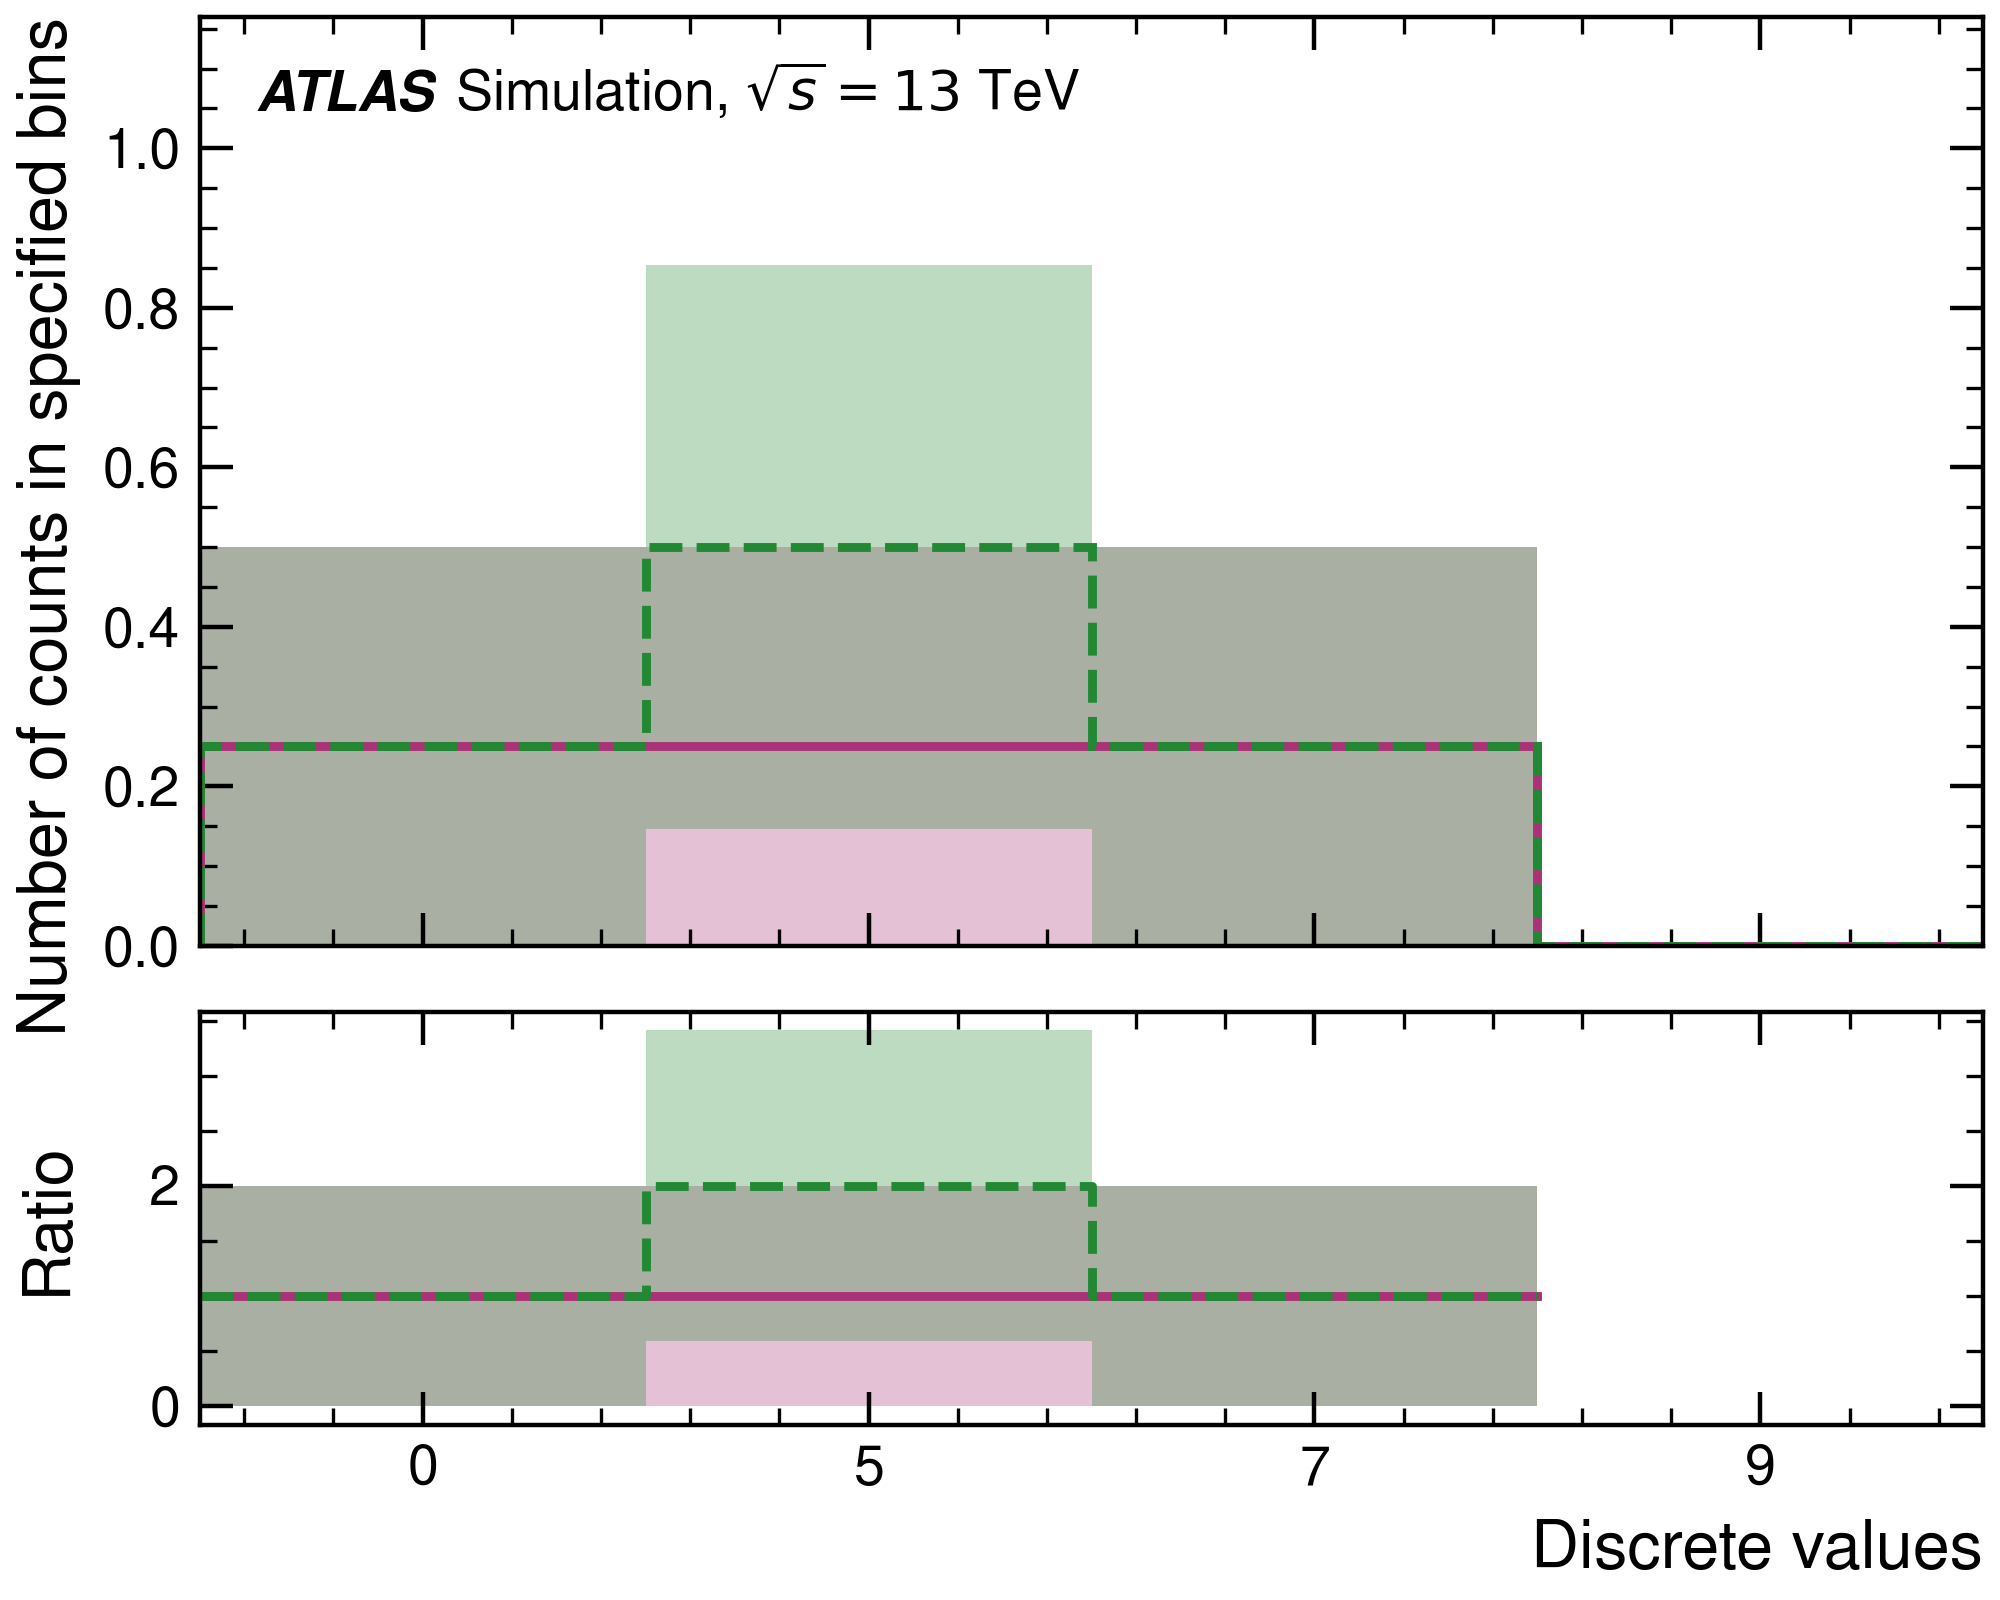 ATLAS Simulation, √s = 13 TeV
Number of counts in specified bins
1.0
0.8
0.6
0.4
0.2
0.0
Ratio
2
0
0 5 7 9
Discrete values